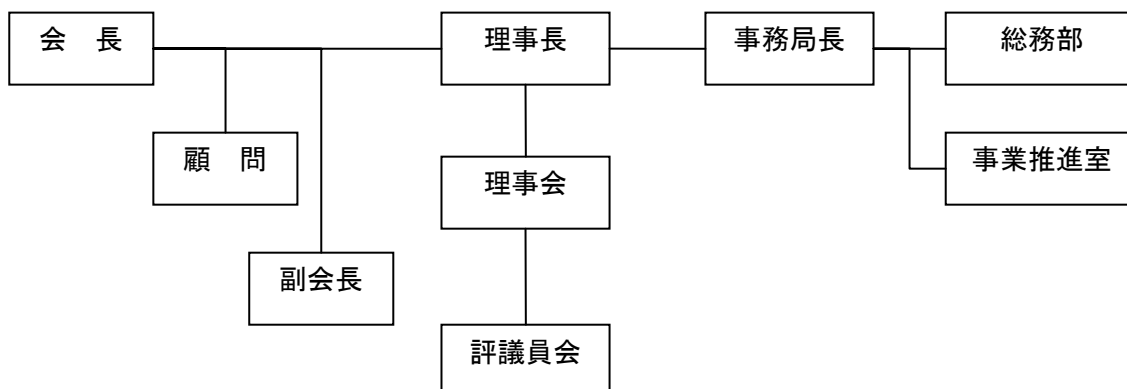 会　長
理事長
事務局長
総務部
顧　問
理事会
事業推進室
副会長
評議員会